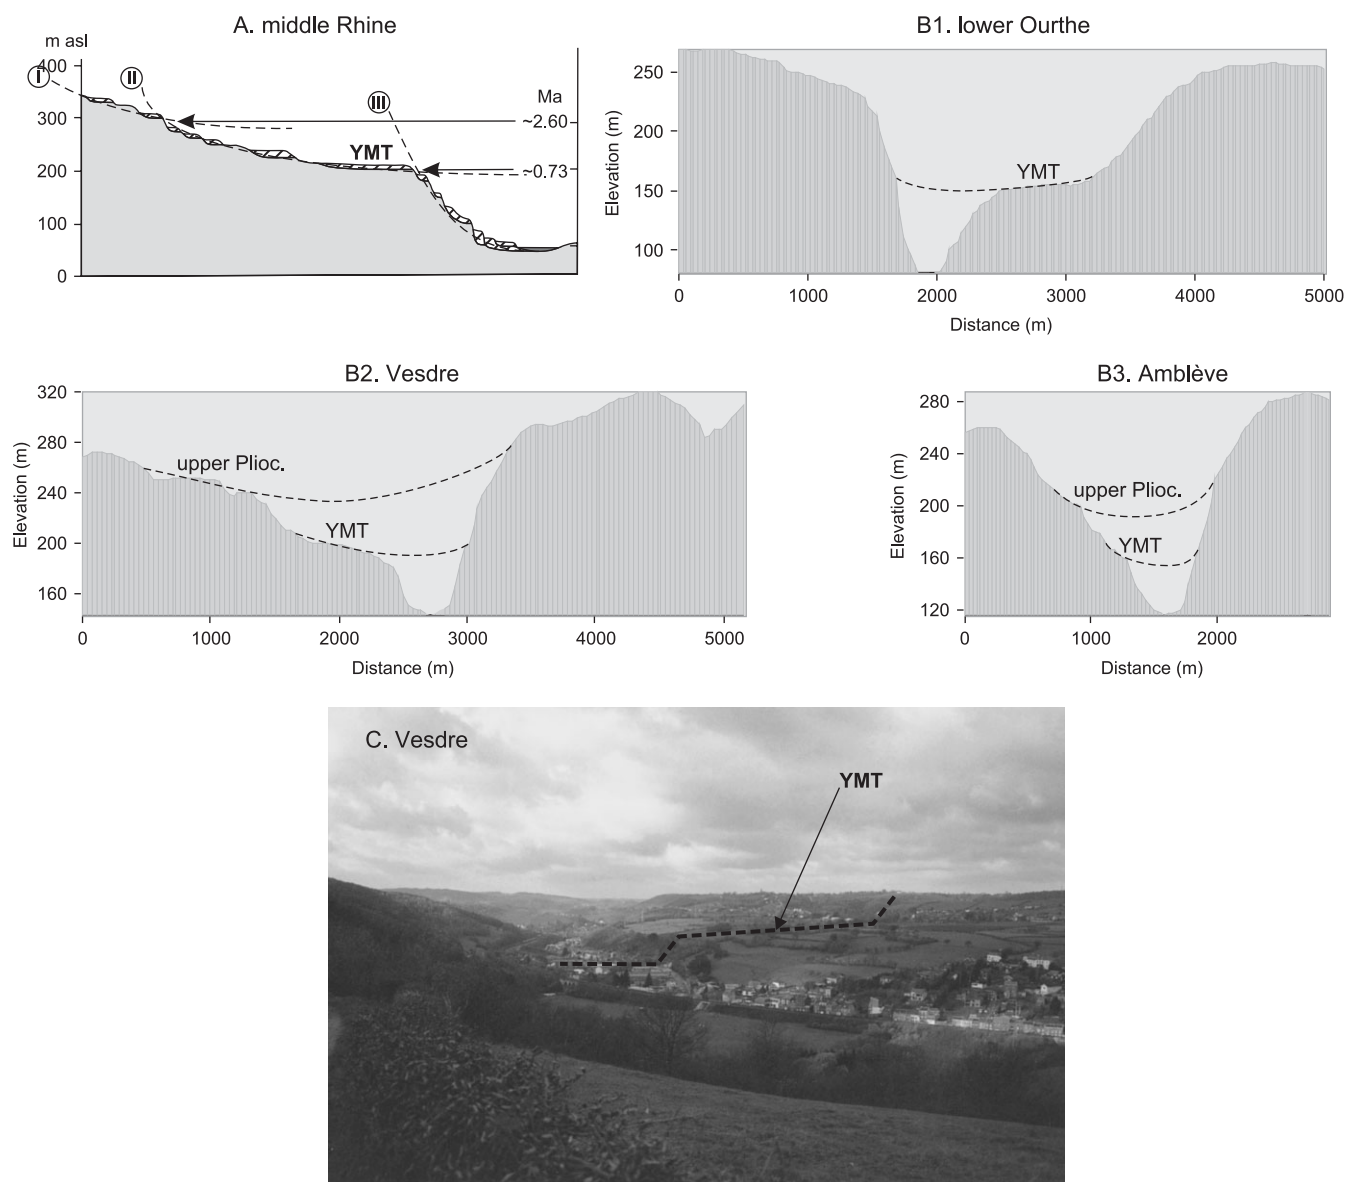 A. middle Rhine
m asl
400
300
200
100
0
I
II
III
YMT
Ma
~2.60
~0.73
B1. lower Ourthe
Elevation (m)
250
200
150
100
YMT
0 1000 2000 3000 4000 5000
Distance (m)
B2. Vesdre
Elevation (m)
320
280
240
200
160
upper Plioc.
YMT
0 1000 2000 3000 4000 5000
Distance (m)
B3. Amblève
Elevation (m)
280
240
200
160
120
upper Plioc.
YMT
0 1000 2000
Distance (m)
C. Vesdre
YMT